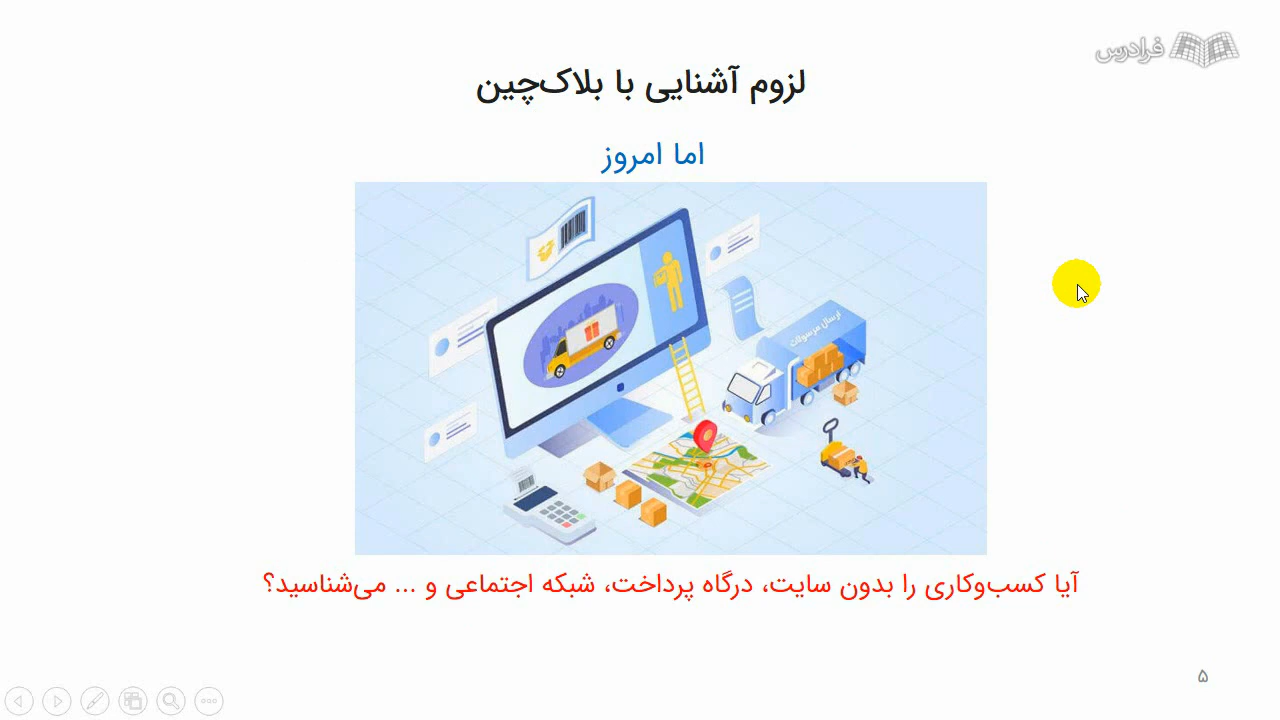 فرادرس
لزوم آشنایی با بلاک‌چین
اما امروز
ارسال مرسولات
آیا کسب‌وکاری را بدون سایت، درگاه پرداخت، شبکه اجتماعی و ... می‌شناسید؟
۵